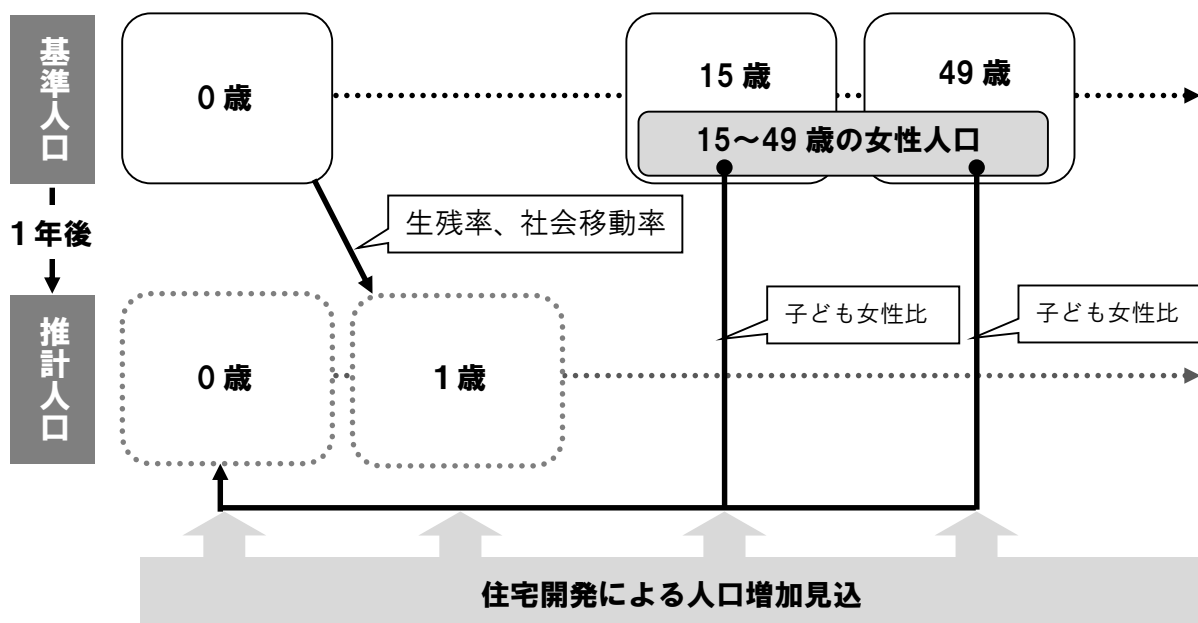 基準人口
0歳
15歳
49歳
15～49歳の女性人口
1年後
生残率、社会移動率
子ども女性比
子ども女性比
推計人口
0歳
1歳
住宅開発による人口増加見込